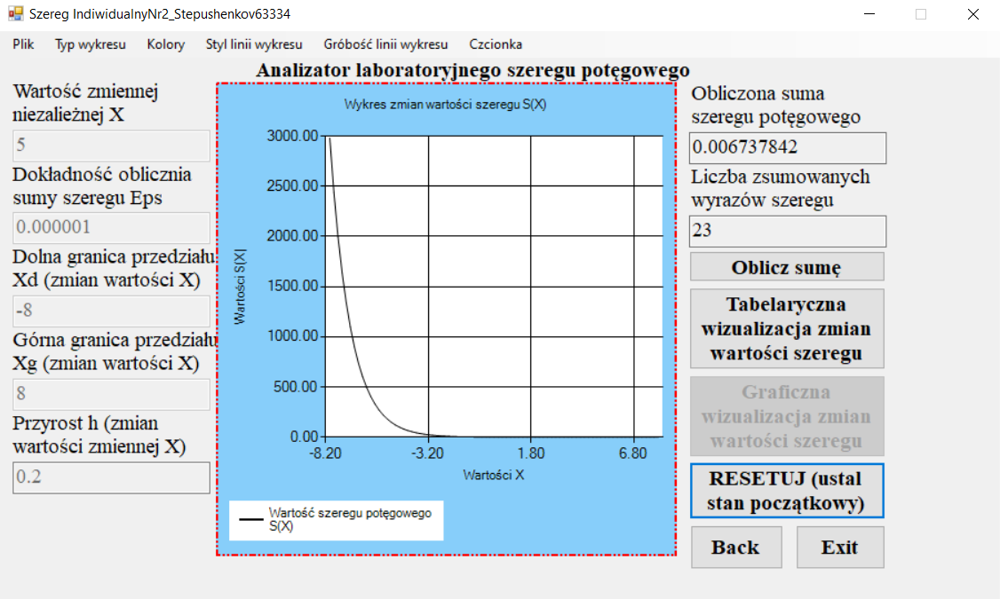 Szereg IndiwidualnyNr2_Stepushenkov63334
Plik Typ wykresu Kolory Styl linii wykresu Gróbość linii wykresu Czcionka
Analizator laboratoryjnego szeregu potęgowego
Wartość zmiennej
niezalieżnej X
5
Dokładność oblicznia
sumy szeregu Eps
0.000001
Dolna granica przedziału
Xd (zmian wartości X)
-8
Górna granica przedziału
Xg (zmian wartości X)
8
Przyrost h (zmian
wartości zmiennej X)
0.2
Wykres zmian wartości szeregu S(X)
3000.00
2500.00
2000.00
1500.00
1000.00
500.00
0.00
Wartości S(X|
-8.20 -3.20 1.80 6.80
Wartości X
Wartość szeregu potęgowego
S(X)
Obliczona suma
szeregu potęgowego
0.006737842
Liczba zsumowanych
wyrazów szeregu
23
Oblicz sumę
Tabelaryczna
wizualizacja zmian
wartości szeregu
Graficzna
wizualizacja zmian
wartości szeregu
RESETUJ (ustal
stan początkowy)
Back Exit